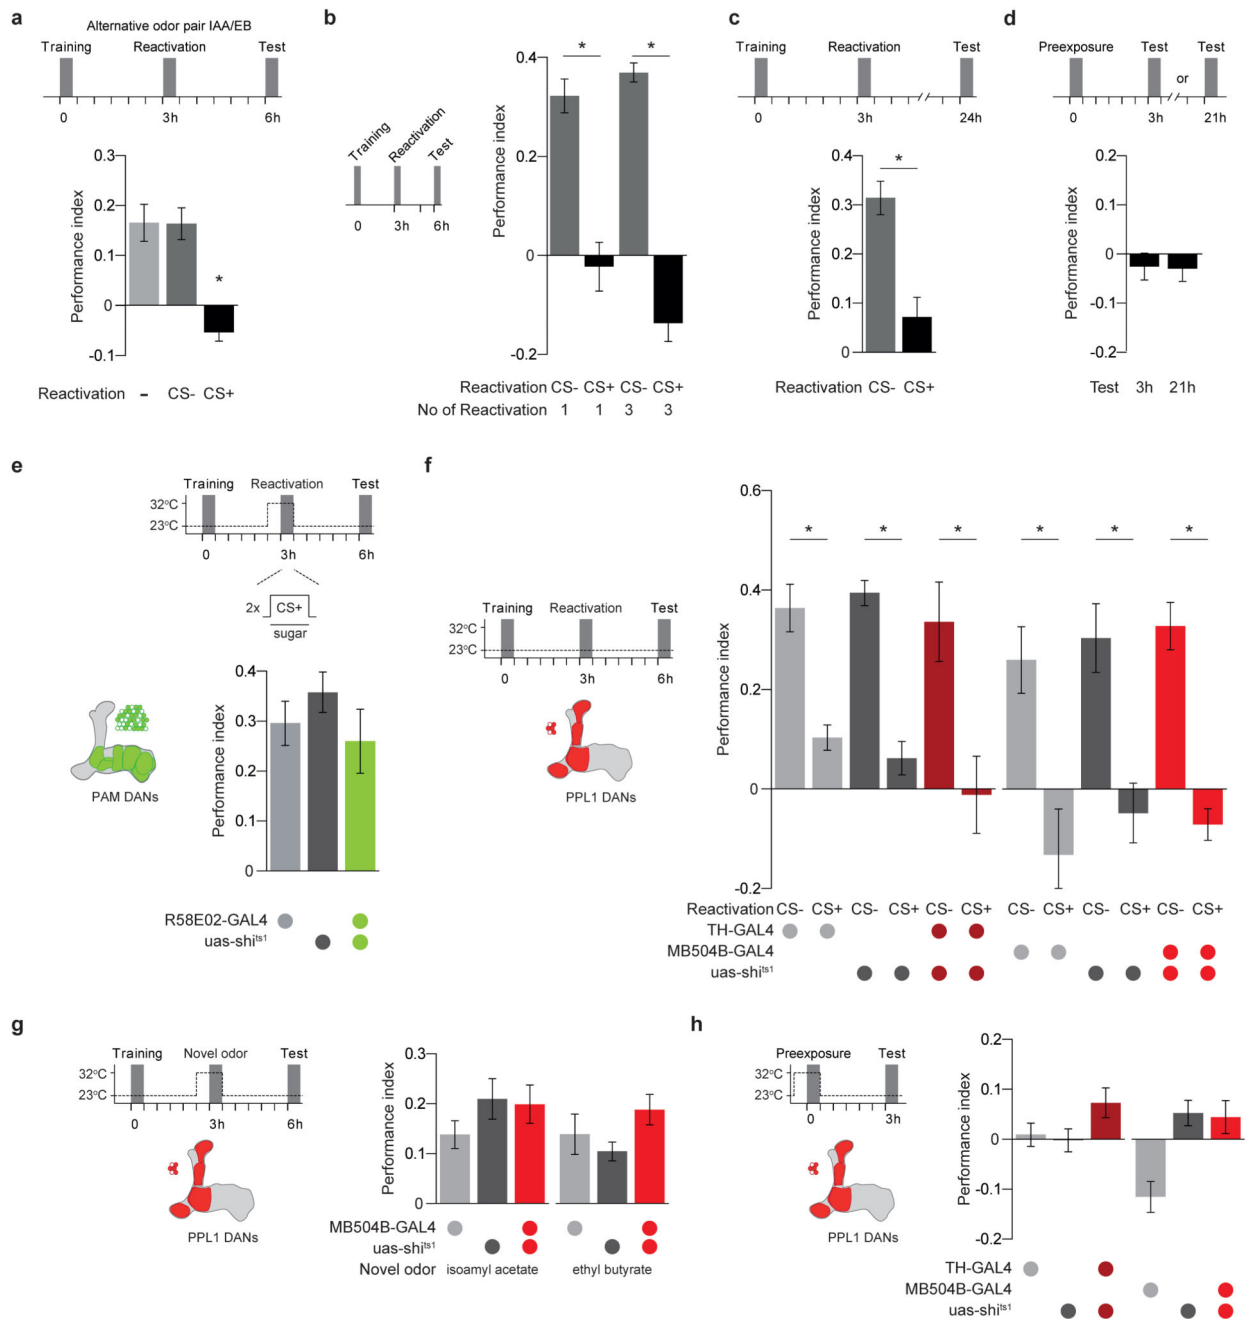 a
Alternative odor pair IAA/EB
Training Reactivation Test
0 3h 6h
Performance index
0.3
0.2
0.1
0
-0.1
*
Reactivation - CS- CS+
b
Training Reactivation Test
0 3h 6h
Performance index
0.4
0.2
0
-0.2
* *
Reactivation CS- CS+ CS- CS+
No of Reactivation 1 1 3 3
c
Training Reactivation Test
0 3h 24h
Performance index
0.4
0.3
0.2
0.1
0
*
Reactivation CS- CS+
d
Preexposure Test Test
or
0 3h 21h
Performance index
0.2
0.1
0
-0.1
-0.2
Test 3h 21h
e
Training Reactivation Test
32°C
23°C
0 3h 6h
2x CS+
sugar
PAM DANs
Performance index
0.4
0.3
0.2
0
R58E02-GAL4
uas-shits1
f
Training Reactivation Test
32°C
23°C
0 3h 6h
PPL1 DANs
Performance index
0.6
0.4
0.2
0
-0.2
* * * * * *
Reactivation CS- CS+ CS- CS+ CS- CS+ CS- CS+ CS- CS+ CS- CS+
TH-GAL4
MB504B-GAL4
uas-shits1
g
Training Novel odor Test
32°C
23°C
0 3h 6h
PPL1 DANs
Performance index
0.3
0.2
0.1
0
MB504B-GAL4
uas-shits1
Novel odor isoamyl acetate ethyl butyrate
h
Preexposure Test
32°C
23°C
0 3h
PPL1 DANs
Performance index
0.2
0.1
0
-0.1
-0.2
TH-GAL4
MB504B-GAL4
uas-shits1